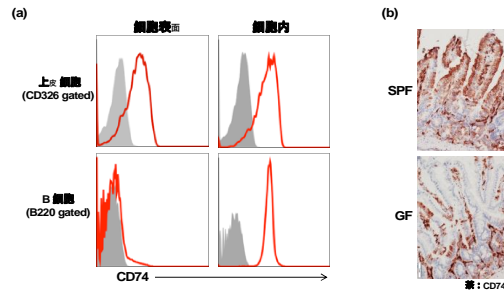 (a)
細胞表面
細胞内
上皮 細胞
(CD326 gated)
B 細胞
(B220 gated)
CD74
(b)
SPF
GF
茶：CD74